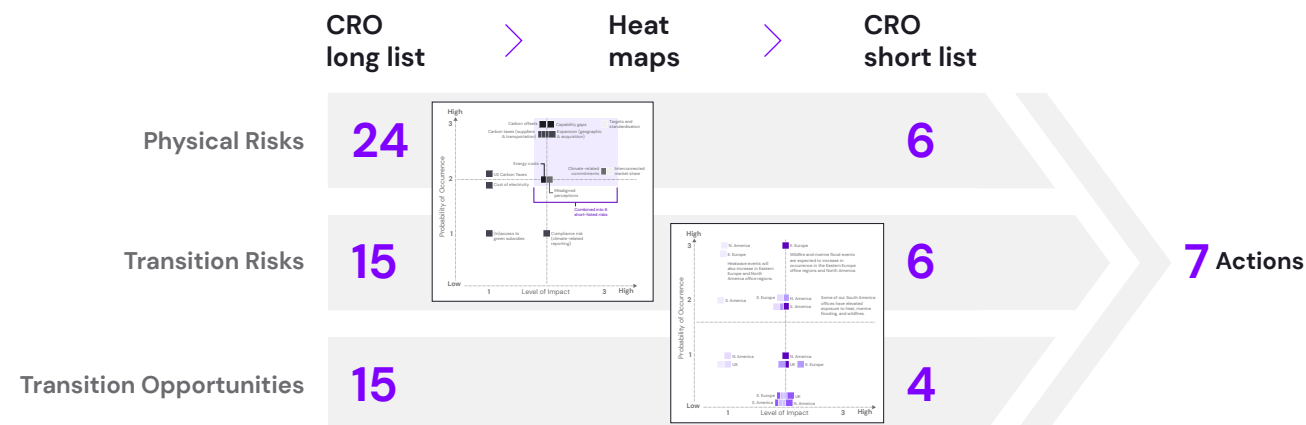 CRO
long list
Heat
maps
CRO
short list
Physical Risks
24
6
Transition Risks
15
6
Transition Opportunities
15
4
7 Actions
High
3
2
1
Low
Probability of Occurrence
1
Level of Impact
3
High
Carbon offsets
Capability gaps
Targets and
standardisation
Carbon taxes (suppliers
& transportation)
Expansion (geographic
& acquisition)
Energy costs
Climate-related
commitments
Interconnected
market share
US Carbon Taxes
Cost of electricity
Misaligned
perceptions
Combined into 6
short-listed risks
green subsidies
Compliance risk
(climate-related
reporting)
High
3
2
1
Low
Probability of Occurrence
1
Level of Impact
3
High
N. America
E. Europe
E. Europe
Heatwave events will
also increase in Eastern
Europe and North
America office regions.
Wildfire and marine flood events
are expected to increase in
occurrence in the Eastern Europe
office regions and North America.
S. America
E. Europe
N. America
S. America
Some of our South America
offices have elevated
exposure to heat, marine
flooding, and wildfires
N. America
UK
N. America
UK
E. Europe
E. Europe
UK
S. America
N. America